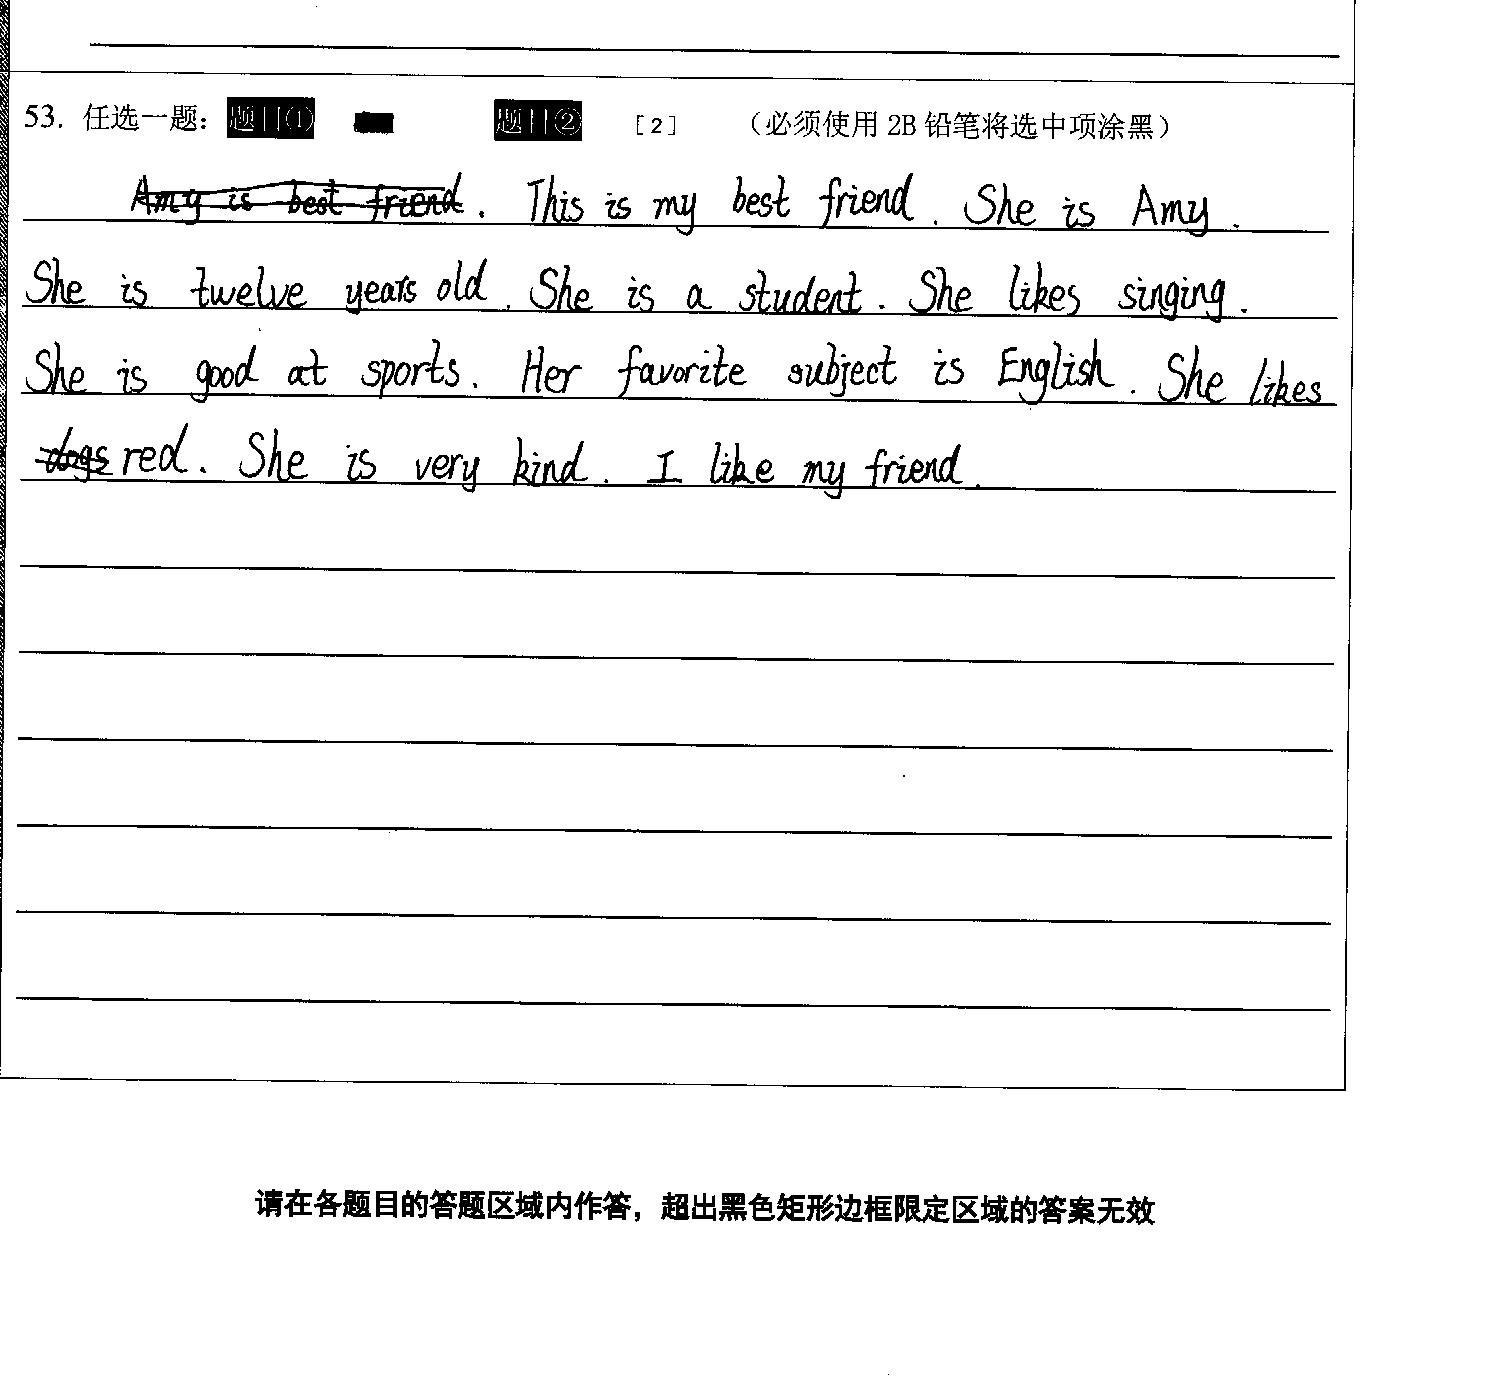 53. 任选一题： 题目① 题目② [2] （必须使用 2B 铅笔将选中项涂黑）
Amy is best friend. This is my best friend. She is Amy.
She is twelve years old. She is a student. She likes singing.
She is good at sports. Her favorite subject is English. She likes
dogs red. She is very kind. I like my friend.
请在各题目的答题区域内作答，超出黑色矩形边框限定区域的答案无效